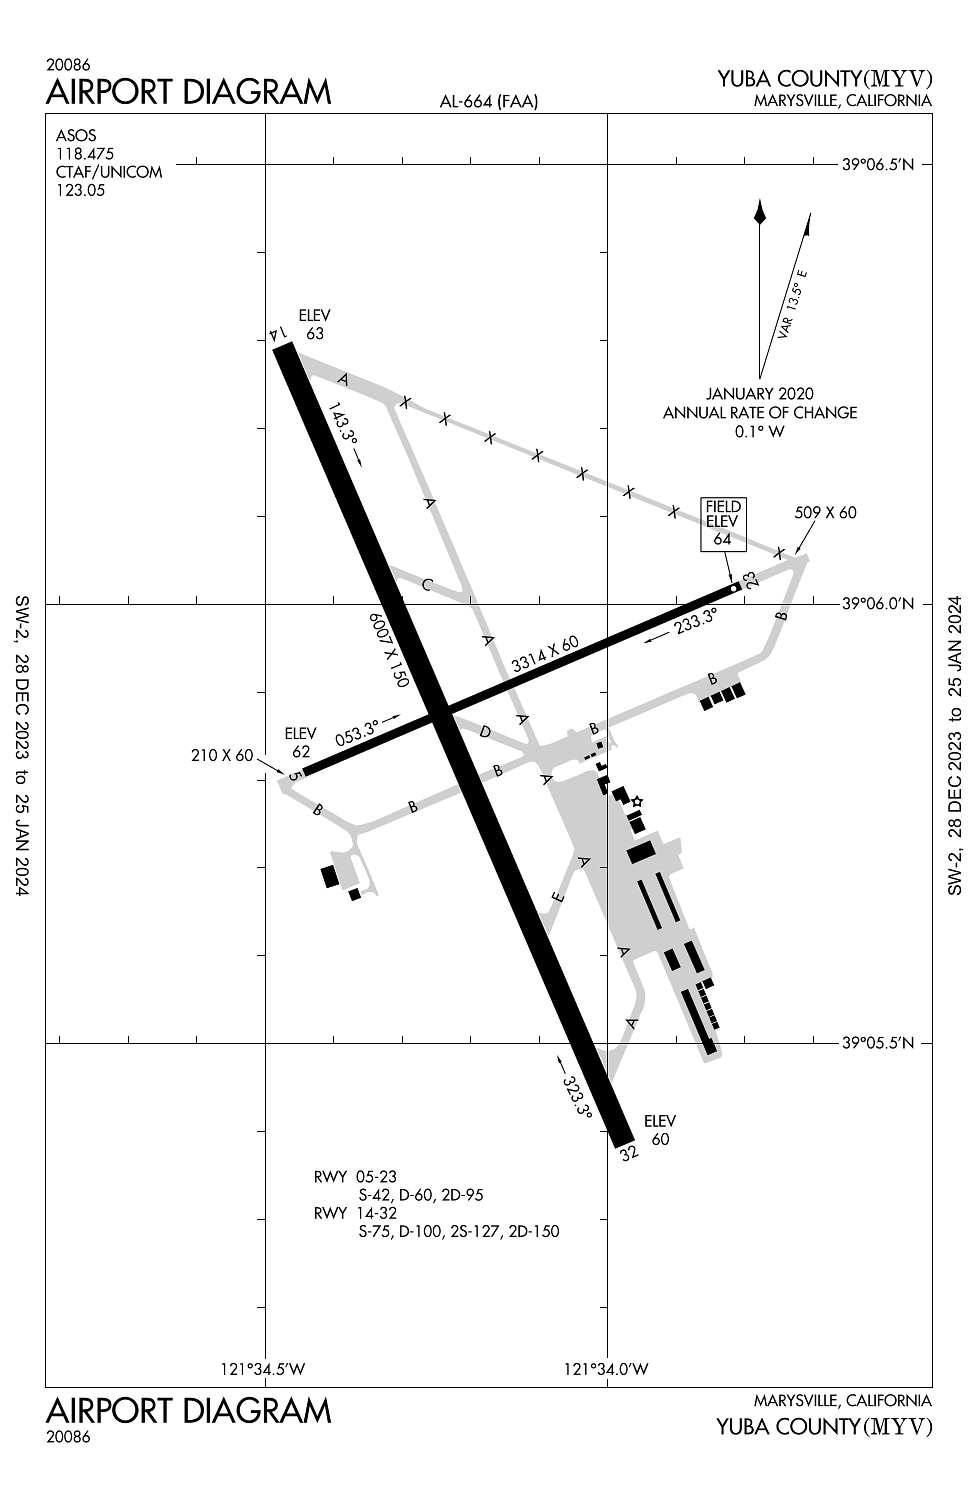 20086
AIRPORT DIAGRAM
AL-664 (FAA)
YUBA COUNTY(MYV)
MARYSVILLE, CALIFORNIA
ASOS
118.475
CTAF/UNICOM
123.05
39°06.5'N
VAR 13.5° E
JANUARY 2020
ANNUAL RATE OF CHANGE
0.1° W
ELEV
63
14
A
143.3°
X
X
X
X
X
X
X
X
A
FIELD
ELEV
64
509 X 60
23
C
39°06.0'N
B
233.3°
6007 X 150
A
3314 X 60
B
A
D
B
053.3°
ELEV
62
210 X 60
5
B
B
B
A
A
E
A
A
39°05.5'N
323.3°
ELEV
60
32
RWY 05-23
S-42, D-60, 2D-95
RWY 14-32
S-75, D-100, 2S-127, 2D-150
121°34.5'W
121°34.0'W
SW-2, 28 DEC 2023 to 25 JAN 2024
SW-2, 28 DEC 2023 to 25 JAN 2024
AIRPORT DIAGRAM
20086
MARYSVILLE, CALIFORNIA
YUBA COUNTY(MYV)